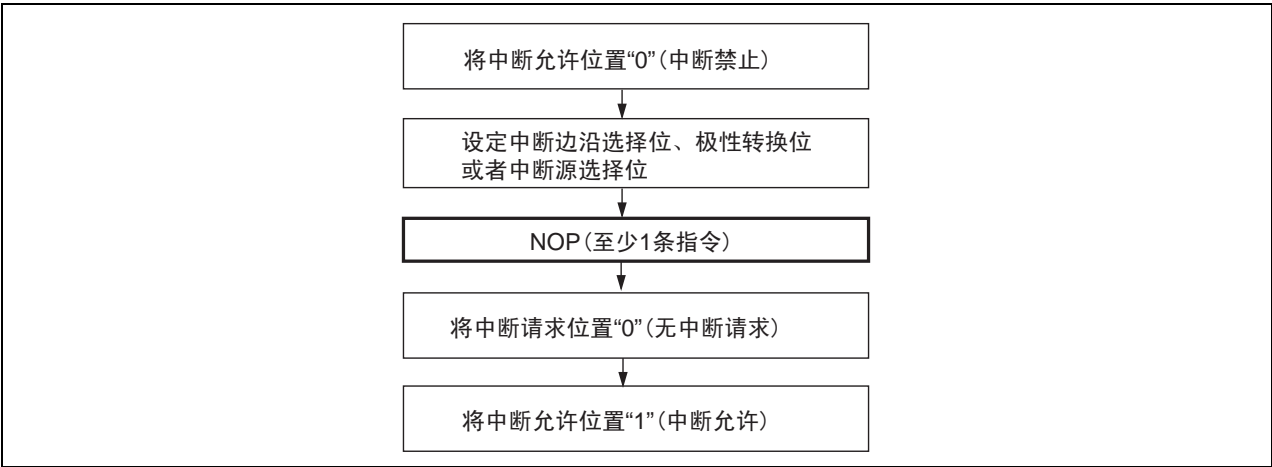 将中断允许位置“0”(中断禁止)
设定中断边沿选择位、极性转换位
或者中断源选择位
NOP(至少1条指令)
将中断请求位置“0”(无中断请求)
将中断允许位置“1”(中断允许)